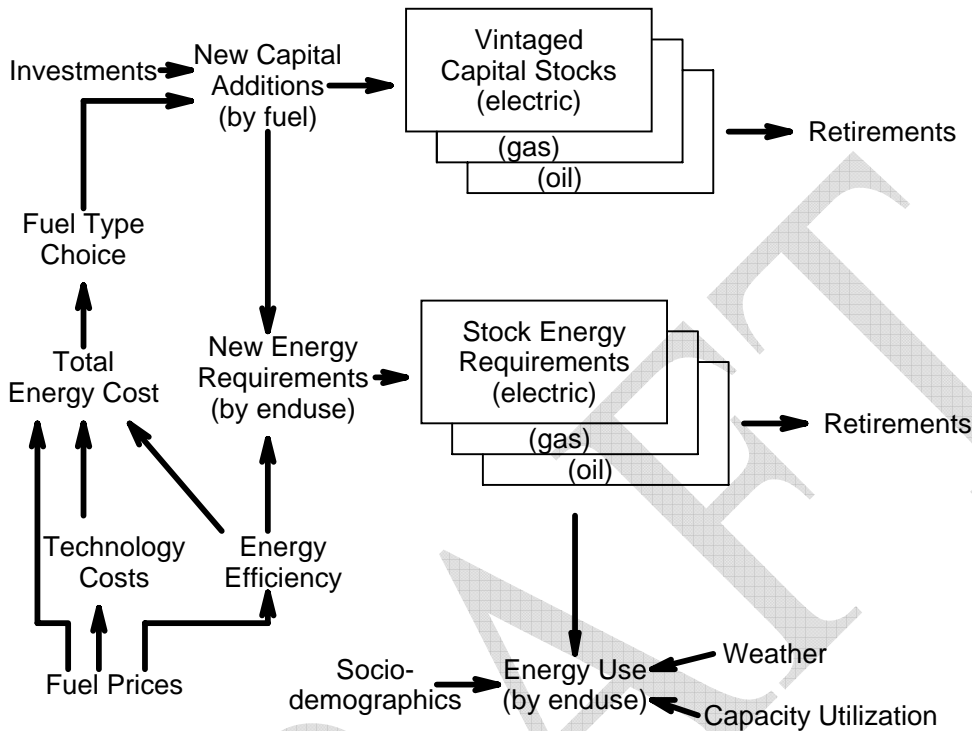 Investments
New Capital
Additions
(by fuel)
Vintaged
Capital Stocks
(electric)
(gas)
(oil)
Retirements
Fuel Type
Choice
Total
Energy Cost
New Energy
Requirements
(by enduse)
Stock Energy
Requirements
(electric)
(gas)
(oil)
Retirements
Technology
Costs
Energy
Efficiency
Fuel Prices
Socio-
demographics
Energy Use
(by enduse)
Weather
Capacity Utilization